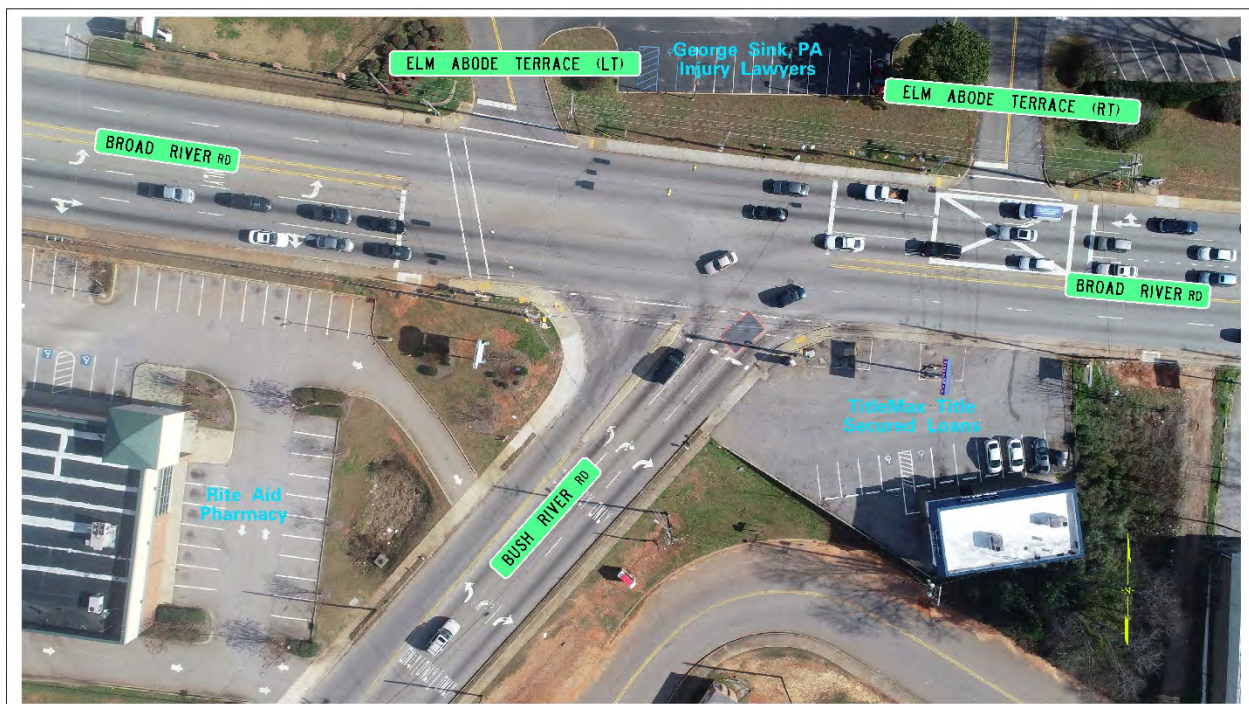 George Sink, PA
Injury Lawyers
ELM ABODE TERRACE (LT)
ELM ABODE TERRACE (RT)
BROAD RIVER RD
BROAD RIVER RD
TitleMax Title
Secured Loans
BUSH RIVER RD
Rite Aid
Pharmacy